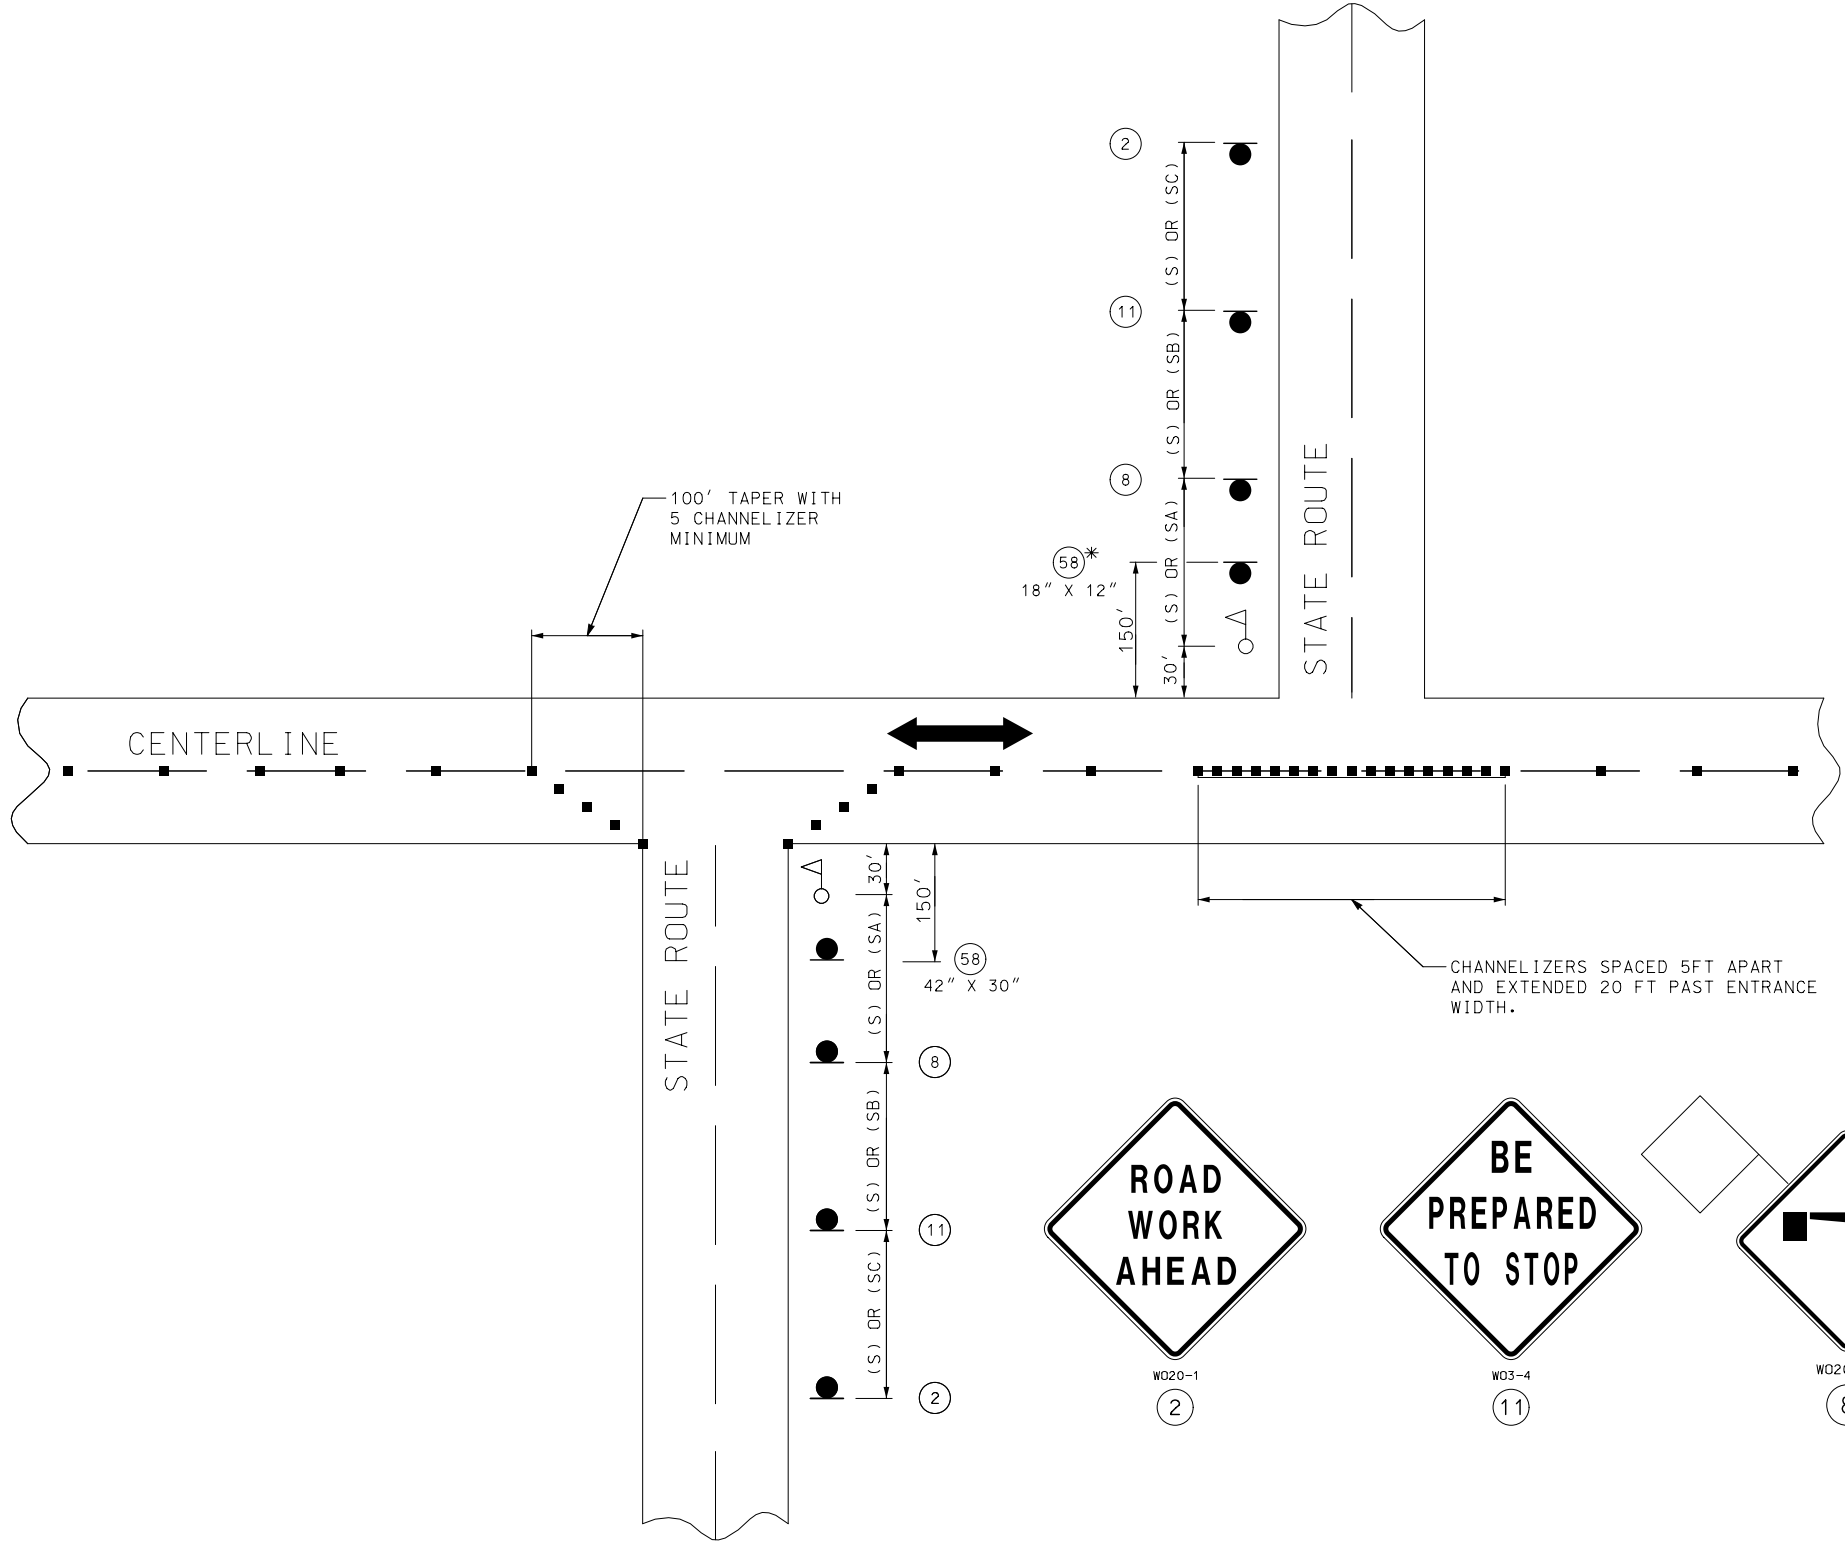 2
(S) OR (SC)
11
(S) OR (SB)
8
(S) OR (SA)
58*
18" X 12"
150'
30'
STATE ROUTE
100' TAPER WITH
5 CHANNELIZER
MINIMUM
CENTERLINE
STATE ROUTE
30'
150'
(S) OR (SA)
58
42" X 30"
8
(S) OR (SB)
11
(S) OR (SC)
2
CHANNELIZERS SPACED 5FT APART
AND EXTENDED 20 FT PAST ENTRANCE
WIDTH.
ROAD
WORK
AHEAD
WO20-1
2
BE
PREPARED
TO STOP
WO3-4
11
WO20
8